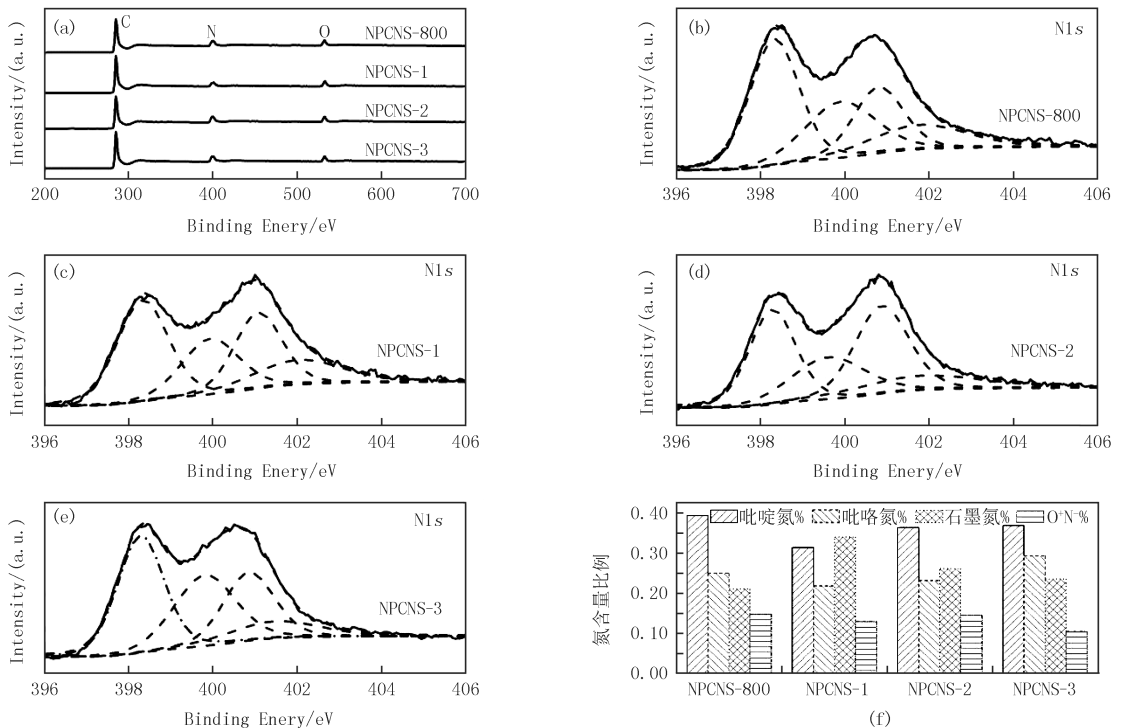 (a)
C
N
O
NPCNS-800
NPCNS-1
NPCNS-2
NPCNS-3
Intensity/(a.u.)
200 300 400 500 600 700
Binding Enery/eV
(b)
N1s
NPCNS-800
Intensity/(a.u.)
396 398 400 402 404 406
Binding Enery/eV
(c)
N1s
NPCNS-1
Intensity/(a.u.)
396 398 400 402 404 406
Binding Enery/eV
(d)
N1s
NPCNS-2
Intensity/(a.u.)
396 398 400 402 404 406
Binding Enery/eV
(e)
N1s
NPCNS-3
Intensity/(a.u.)
396 398 400 402 404 406
Binding Enery/eV
吡啶氮% 吡咯氮% 石墨氮% O⁺N⁻%
氮含量比例
0.40
0.30
0.20
0.10
0.00
NPCNS-800 NPCNS-1 NPCNS-2 NPCNS-3
(f)